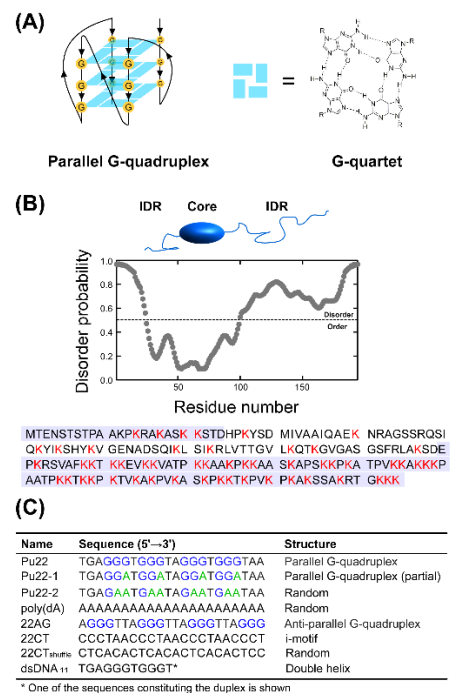 (A)
Parallel G-quadruplex
=
G-quartet
(B)
IDR Core IDR
Disorder probability
1.0
0.8
0.6
0.4
0.2
0.0
Disorder
Order
50 100 150
Residue number
MTENSTSTPA AKPKRAKASK KSTDHPKYSD MIVAAIQAEK NRAGSSRQSI
QKYIKSHYKV GENADSQIKL SIKRLVTTGV LKQTKGVGAS GSFRLAKSDE
PKRSVAFKKT KKEVKKVATP KKAAKPKKAA SKAPSKKPKA TPVKKAKKKP
AATPKKTKKP KTVKAKPVKA SKPKKTKPVK PKAKSSAKRT GKKK
(C)
Name Sequence (5'→3') Structure
Pu22 TGAGGGTGGGTAGGGTGGGTAA Parallel G-quadruplex
Pu22-1 TGAGGATGGATAGGATGGATAA Parallel G-quadruplex (partial)
Pu22-2 TGAGAATGAATAGAATGAATAA Random
poly(dA) AAAAAAAAAAAAAAAAAAAAAA Random
22AG AGGGTTAGGGTTAGGGTTAGGG Anti-parallel G-quadruplex
22CT CCCTAACCCTAACCCTAACCCT i-motif
22CTshuffle CTCACACTCACACTCACACTCC Random
dsDNA11 TGAGGGTGGGT* Double helix
* One of the sequences constituting the duplex is shown